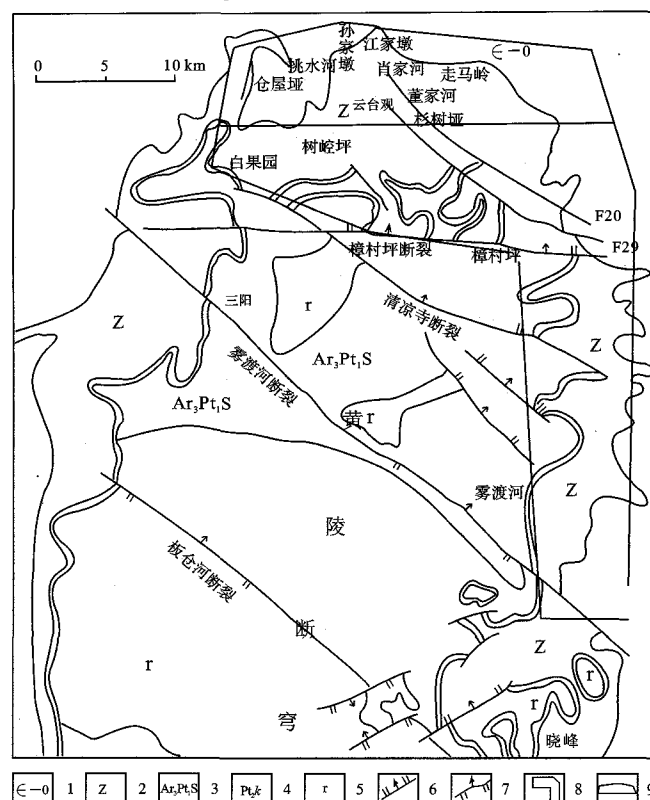 孙家墩
江家墩
∈-0
0 5 10 km
挑水河
肖家河
走马岭
仓屋垭
董家河
Z
云台观
杉树垭
树崆坪
白果园
F20
樟村坪断裂
樟村坪
F29
三阳
r
清凉寺断裂
Z
Z
Ar₃Pt₁S
雾渡河断裂
Ar₃Pt₁S
黄
r
雾渡河
Z
陵
板仓河断裂
断
Z
r
r
穹
r
晓峰
∈-0 1 Z 2 Ar₃Pt₁S 3 Pt₂k 4 r 5 6 7 8 9